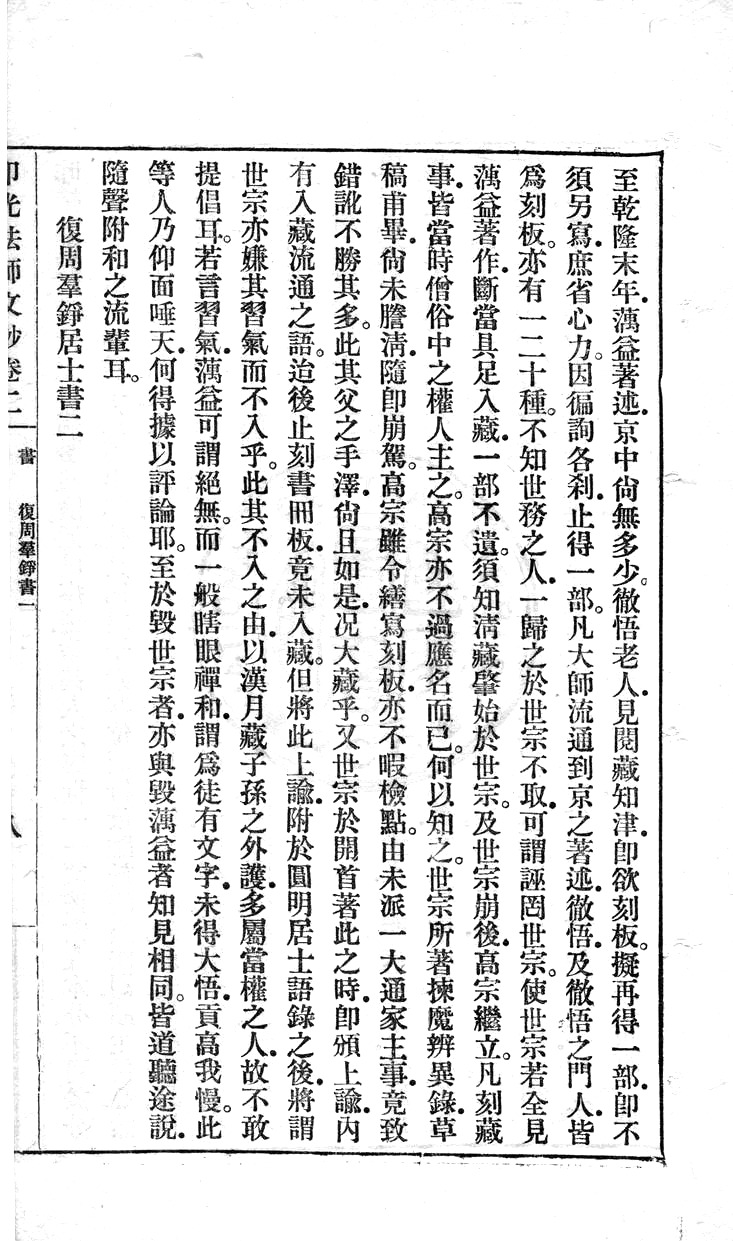 至乾隆末年。蕅益著述。京中尙無多少。徹悟老人。見閱藏知津。卽欲刻板。擬再得一部。卽不
須另寫。庶省心力。因徧詢各刹。止得一部。凡大師流通到京之著述。徹悟。及徹悟之門人。皆
爲刻板。亦有一二十種。不知世務之人。一歸之於世宗不取。可謂誣罔世宗。使世宗若全見
蕅益著作。斷當具足入藏。一部不遺。須知淸藏肇始於世宗。及世宗崩後。高宗繼立。凡刻藏
事。皆當時僧俗中之權人主之。高宗亦不過應名而已。何以知之。世宗所著揀魔辨異錄。草
稿甫畢。尙未謄淸。隨卽崩駕。高宗雖令繕寫刻板。亦不暇檢點。由未派一大通家主事。竟致
錯訛不勝其多。此其父之手澤。尙且如是。况大藏乎。又世宗於開首著此之時。卽頒上諭。內
有入藏流通之語。迨後止刻書冊板。竟未入藏。但將此上諭。附於圓明居士語錄之後。將謂
世宗亦嫌其習氣而不入乎。此其不入之由。以漢月藏子孫之外護。多屬當權之人。故不敢
提倡耳。若言習氣。蕅益可謂絕無。而一般瞎眼禪和。謂爲徒有文字。未得大悟。貢高我慢。此
等人乃仰面唾天。何得據以評論耶。至於毀世宗者。亦與毀蕅益者知見相同。皆道聽途說。
隨聲附和之流輩耳。
復周羣錚居士書二
印光法師文鈔卷二 書 復周羣錚書一 八